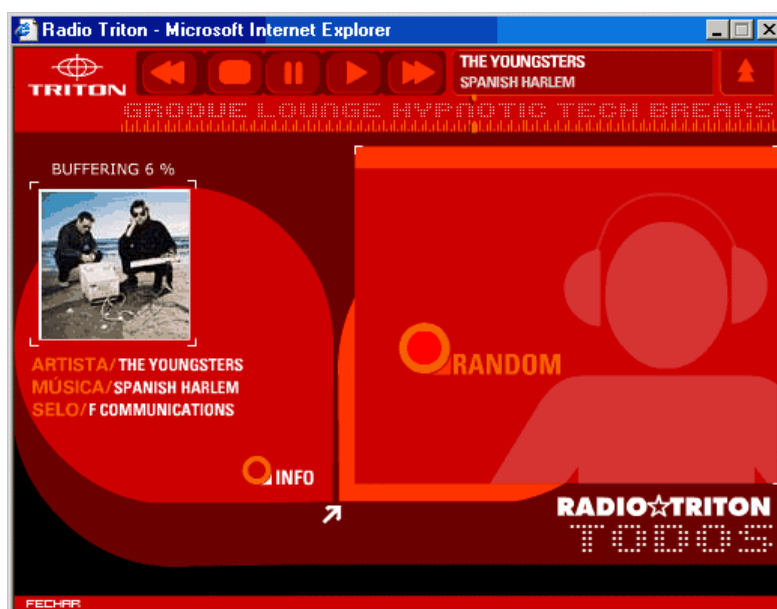 Radio Triton - Microsoft Internet Explorer
TRITON
THE YOUNGSTERS
SPANISH HARLEM
GROOVE LOUNGE HYPNOTIC TECH BREAKS
BUFFERING 6 %
ARTISTA/THE YOUNGSTERS
MÚSICA/SPANISH HARLEM
SELO/F COMMUNICATIONS
INFO
RANDOM
RADIO☆TRITON
TODOS
FECHAR